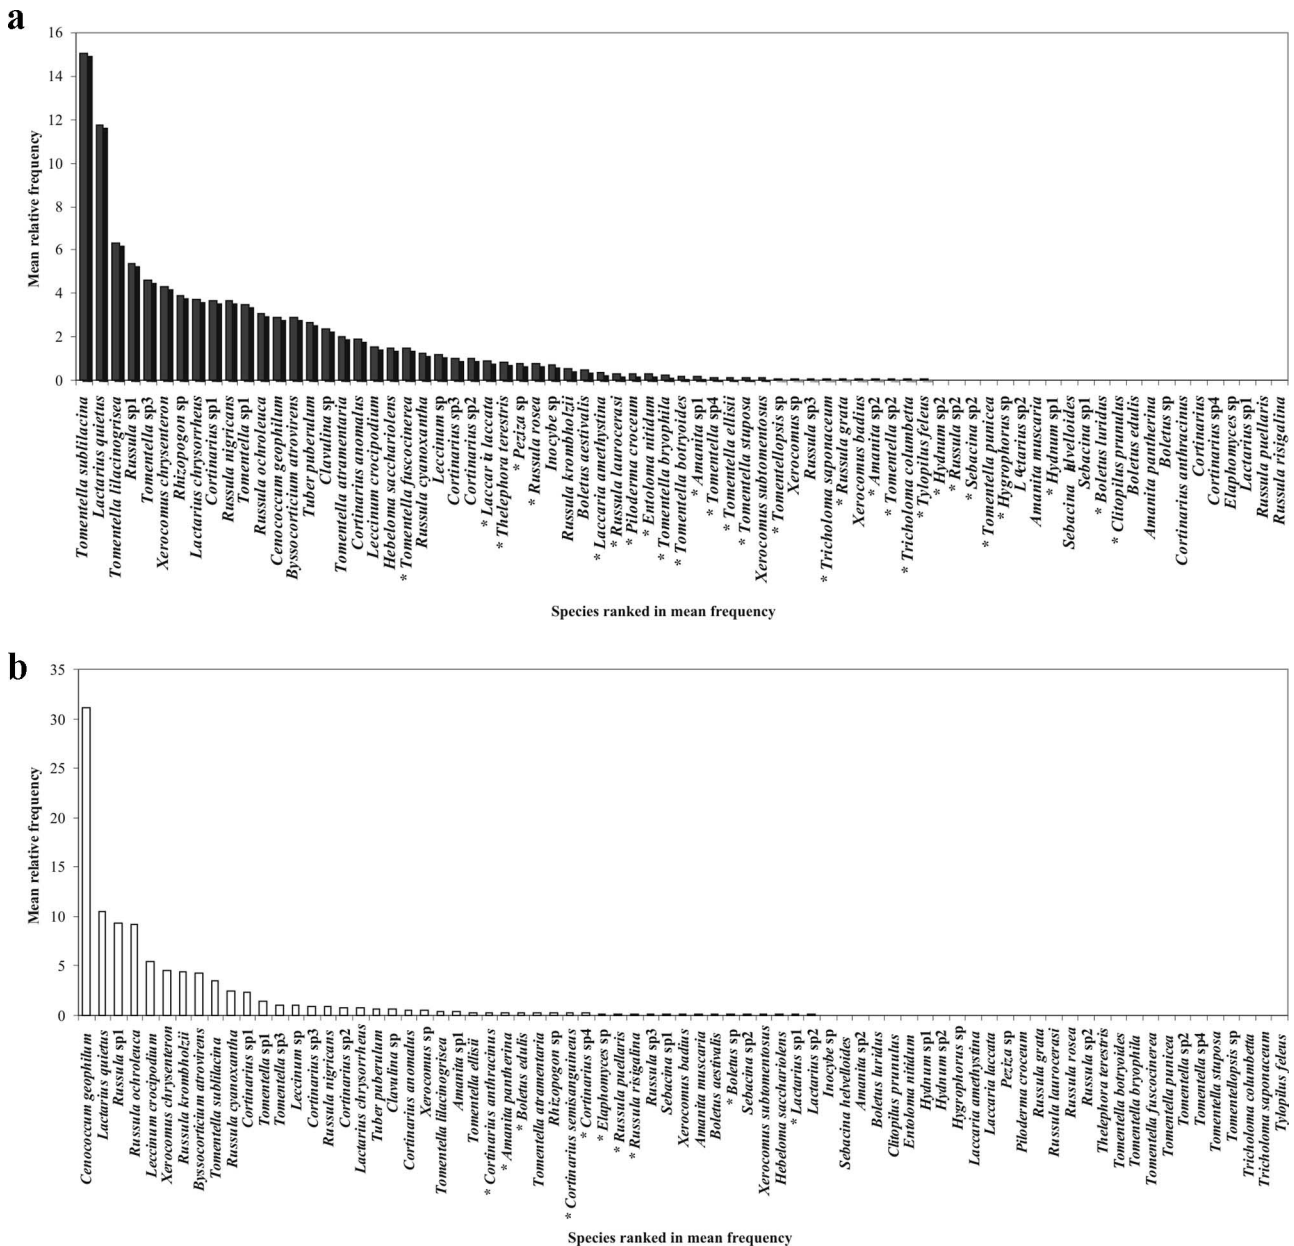 a
16
14
12
10
8
6
4
2
0
Mean relative frequency
Tomentella sublilacina
Lactarius quietus
Tomentella lilacinogrisea
Russula sp1
Tomentella sp3
Xerocomus chrysenteron
Rhizopogon sp
Lactarius chrysorrheus
Cortinarius sp1
Russula nigricans
Tomentella sp1
Russula ochroleuca
Cenoccocum geophilum
Byssocorticium atrovirens
Tuber puberulum
Clavulina sp
Tomentella atramentaria
Cortinarius anomalus
Leccinum crocipodium
Hebeloma sacchariolens
* Tomentella fuscocinerea
Russula cyanoxantha
Leccinum sp
Cortinarius sp3
Cortinarius sp2
* Laccaria laccata
* Thelephora terestris
* Peziza sp
* Russula rosea
Inocybe sp
Russula krombholzii
Boletus aestivalis
* Laccaria amethystina
* Russula laurocerasi
* Piloderma croceum
* Entoloma nitidum
* Tomentella bryophila
* Tomentella botryoides
* Amanita sp1
* Tomentella sp4
* Tomentella ellisii
* Tomentella stuposa
Xerocomus subtomentosus
* Tomentellopsis sp
Xerocomus sp
Russula sp3
* Tricholoma saponaceum
* Russula grata
Xerocomus badius
* Amanita sp2
* Tomentella sp2
* Tricholoma columbetta
* Tylopilus feleus
* Hydnum sp2
* Russula sp2
* Sebacina sp2
* Tomentella punicea
* Hygrophorus sp
Lactarius sp2
Amanita muscaria
* Hydnum sp1
Sebacina helvelloides
Sebacina sp1
* Boletus luridus
* Clitopilus prunulus
Boletus edulis
Amanita pantherina
Boletus sp
Cortinarius anthracinus
Cortinarius
Cortinarius sp4
Elaphomyces sp
Lactarius sp1
Russula puellaris
Russula risigalina
Species ranked in mean frequency
b
35
30
25
20
15
10
5
0
Mean relative frequency
Cenococcum geophilum
Lactarius quietus
Russula sp1
Russula ochroleuca
Leccinum crocipodium
Xerocomus chrysenteron
Russula krombholzii
Byssocorticium atrovirens
Tomentella sublilacina
Russula cyanoxantha
Cortinarius sp1
Tomentella sp1
Tomentella sp3
Leccinum sp
Cortinarius sp3
Russula nigricans
Cortinarius sp2
Lactarius chrysorrheus
Tuber puberulum
Clavulina sp
Cortinarius anomalus
Xerocomus sp
Tomentella lilacinogrisea
Amanita sp1
Tomentella ellisii
* Cortinarius anthracinus
* Amanita pantherina
* Boletus edulis
Tomentella atramentaria
Rhizopogon sp
* Cortinarius semisanguineus
* Cortinarius sp4
* Elaphomyces sp
* Russula puellaris
* Russula risigalina
Russula sp3
Sebacina sp1
Xerocomus badius
Amanita muscaria
Boletus aestivalis
* Boletus sp
Sebacina sp2
Xerocomus subtomentosus
Hebeloma sacchariolens
* Lactarius sp1
Lactarius sp2
Inocybe sp
Sebacina helvelloides
Amanita sp2
Boletus luridus
Clitopilus prunulus
Entoloma nitidum
Hydnum sp1
Hydnum sp2
Hygrophorus sp
Laccaria amethystina
Laccaria laccata
Peziza sp
Piloderma croceum
Russula grata
Russula laurocerasi
Russula rosea
Russula sp2
Thelephora terestris
Tomentella botryoides
Tomentella bryophila
Tomentella fuscocinerea
Tomentella punicea
Tomentella sp2
Tomentella sp4
Tomentella stuposa
Tomentellopsis sp
Tricholoma columbetta
Tricholoma saponaceum
Tylopilus feleus
Species ranked in mean frequency